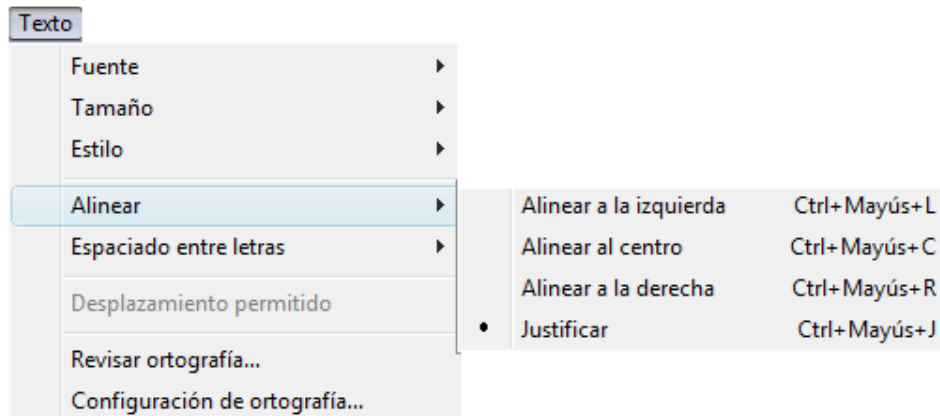 Texto
Fuente
Tamaño
Estilo
Alinear
Espaciado entre letras
Desplazamiento permitido
Revisar ortografía...
Configuración de ortografía...
Alinear a la izquierda Ctrl+Mayús+L
Alinear al centro Ctrl+Mayús+C
Alinear a la derecha Ctrl+Mayús+R
Justificar Ctrl+Mayús+J